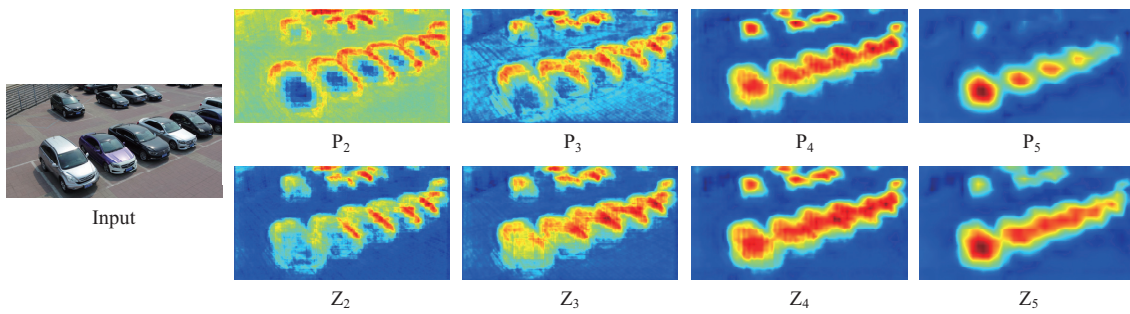 P₂ P₃ P₄ P₅
Input
Z₂ Z₃ Z₄ Z₅